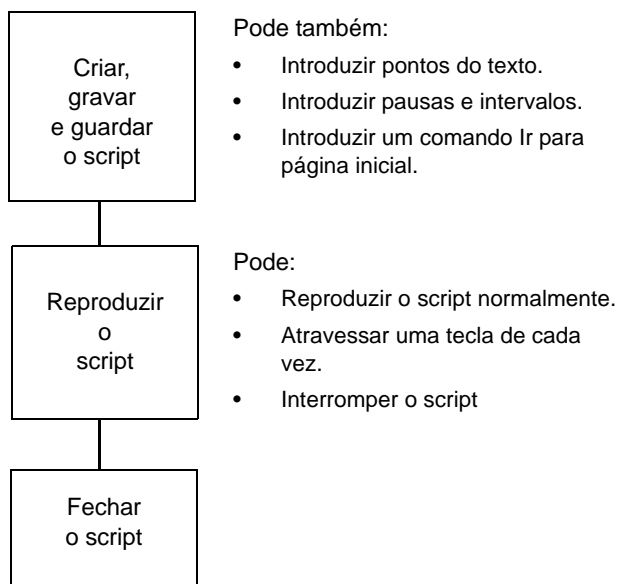 Criar,
gravar
e guardar
o script
Pode também:
• Introduzir pontos do texto.
• Introduzir pausas e intervalos.
• Introduzir um comando Ir para
página inicial.
Reproduzir
o
script
Pode:
• Reproduzir o script normalmente.
• Atravessar uma tecla de cada
vez.
• Interromper o script
Fechar
o script